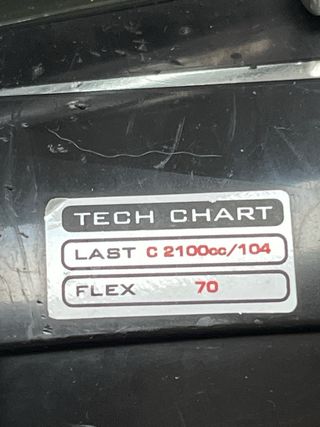 TECH CHART
LAST C 2100cc/104
FLEX 70